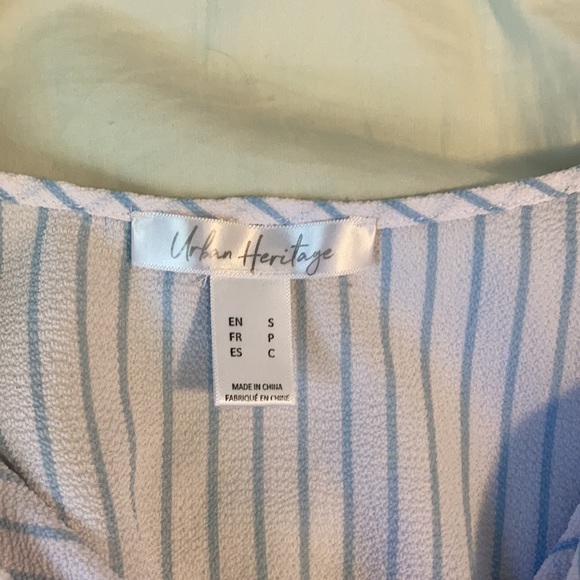 Urban Heritage
EN S
FR P
ES C
MADE IN CHINA
FABRIQUÉ EN CHINE